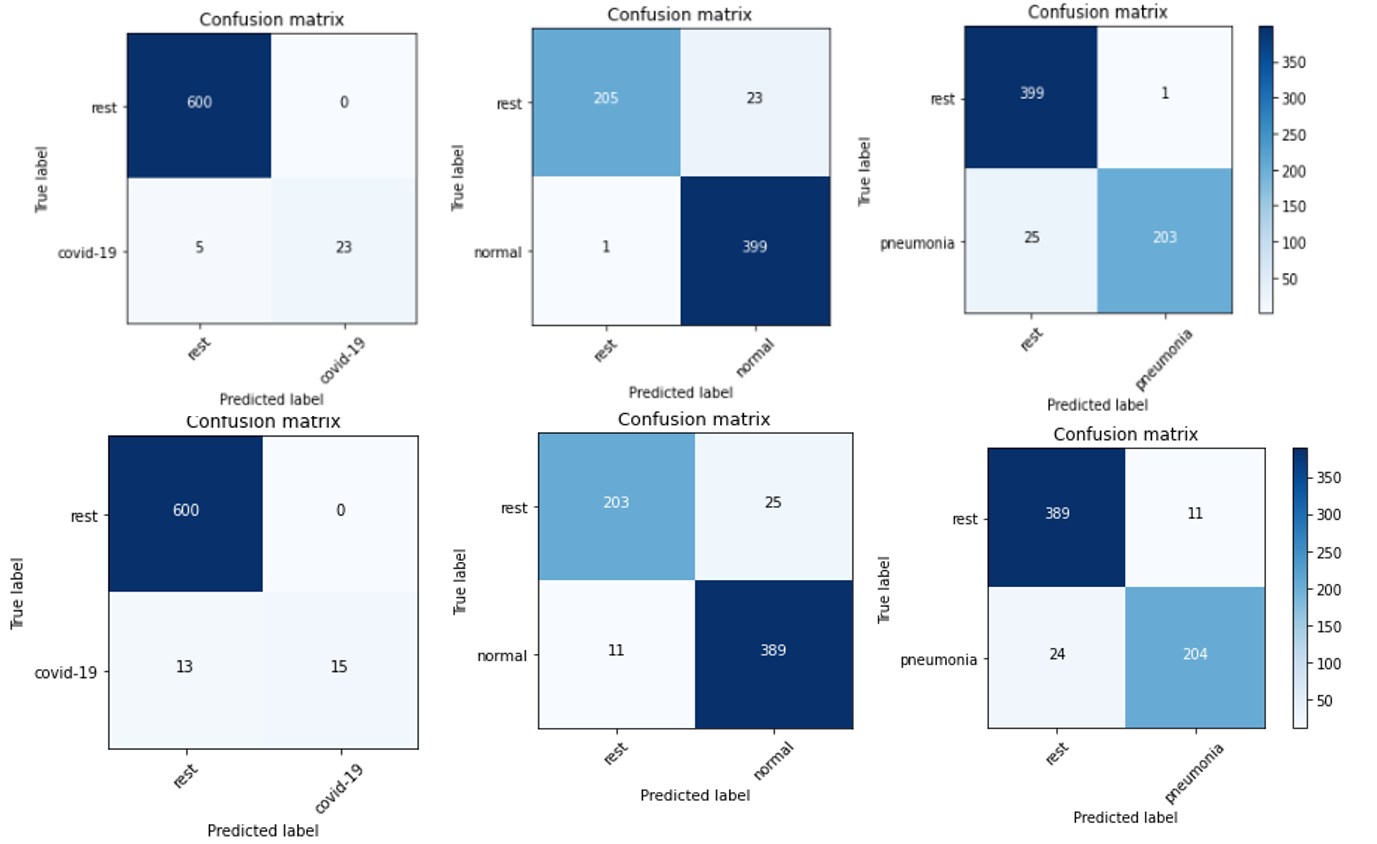 Confusion matrix
rest
600
0
True label
covid-19
5
23
rest
covid-19
Predicted label
Confusion matrix
rest
205
23
True label
normal
1
399
rest
normal
Predicted label
Confusion matrix
rest
399
1
True label
pneumonia
25
203
rest
pneumonia
Predicted label
350
300
250
200
150
100
50
Confusion matrix
rest
600
0
True label
covid-19
13
15
rest
covid-19
Predicted label
Confusion matrix
rest
203
25
True label
normal
11
389
rest
normal
Predicted label
Confusion matrix
rest
389
11
True label
pneumonia
24
204
rest
pneumonia
Predicted label
350
300
250
200
150
100
50